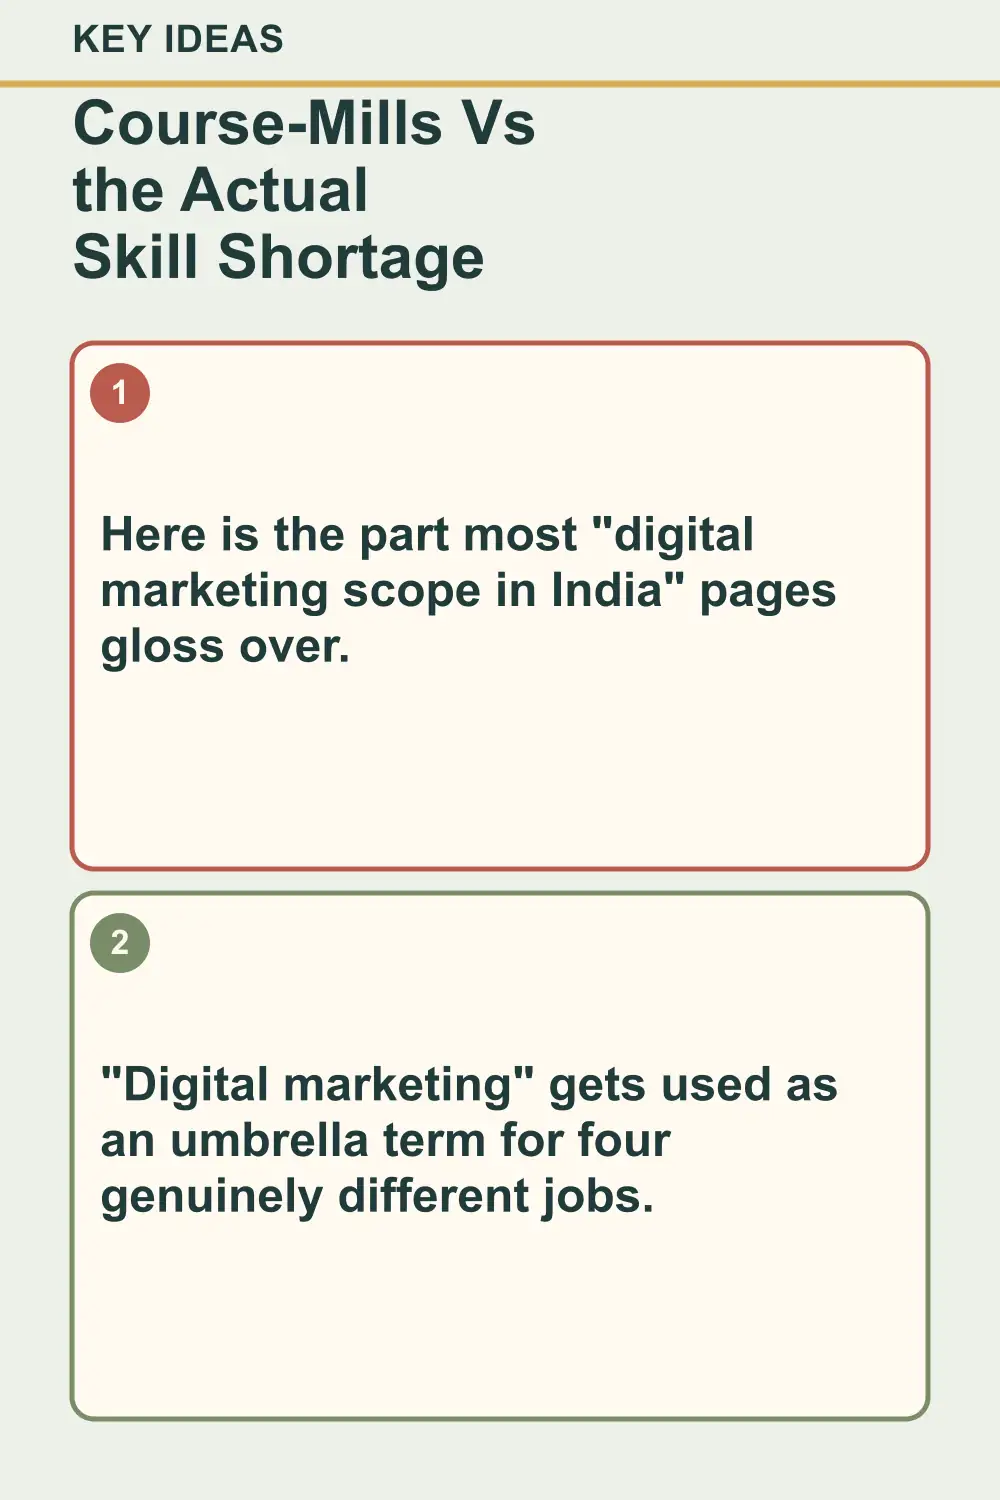 KEY IDEAS
Course-Mills Vs
the Actual
Skill Shortage
1
Here is the part most "digital
marketing scope in India" pages
gloss over.
2
"Digital marketing" gets used as
an umbrella term for four
genuinely different jobs.